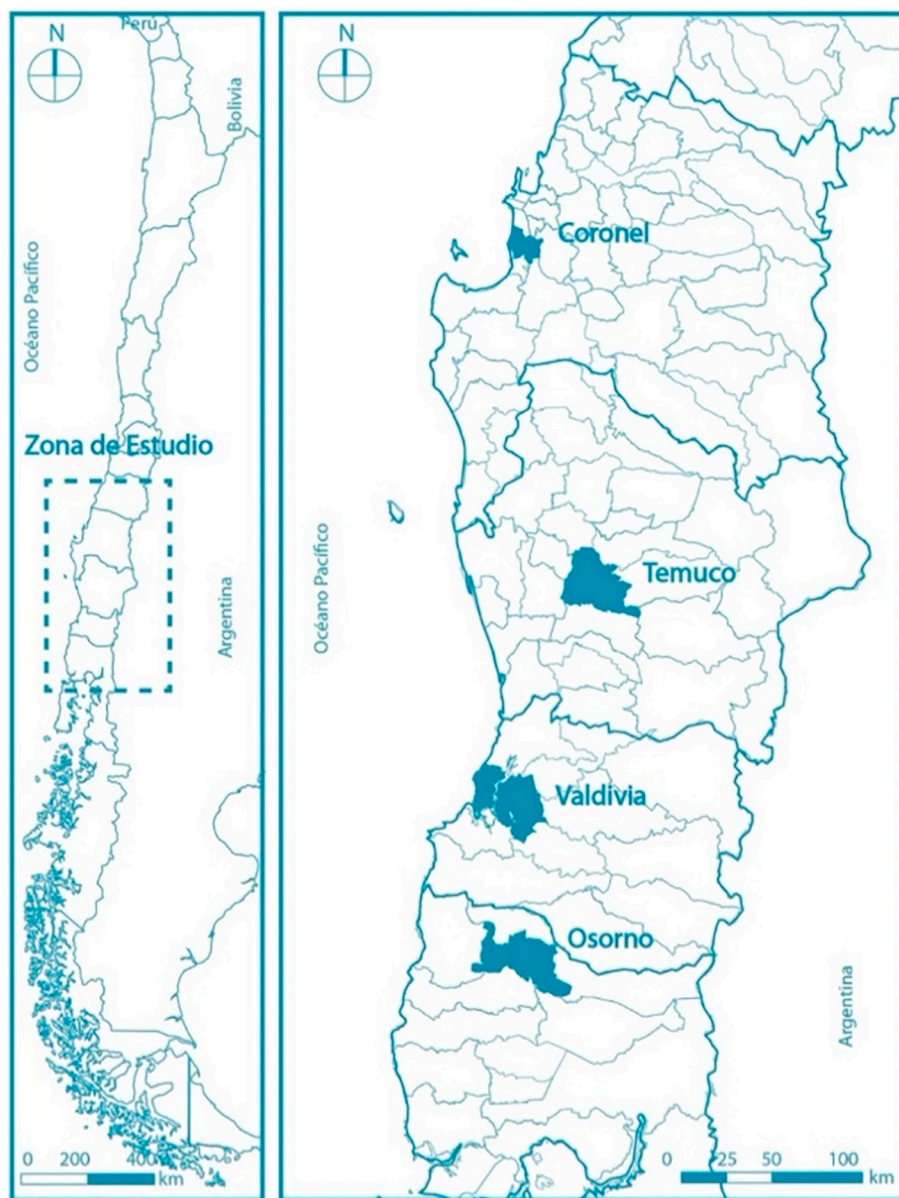 Perú
N
Bolivia
Océano Pacífico
Zona de Estudio
Argentina
0 200 400
km
N
Coronel
Océano Pacífico
Temuco
Valdivia
Osorno
Argentina
0 25 50 100
km